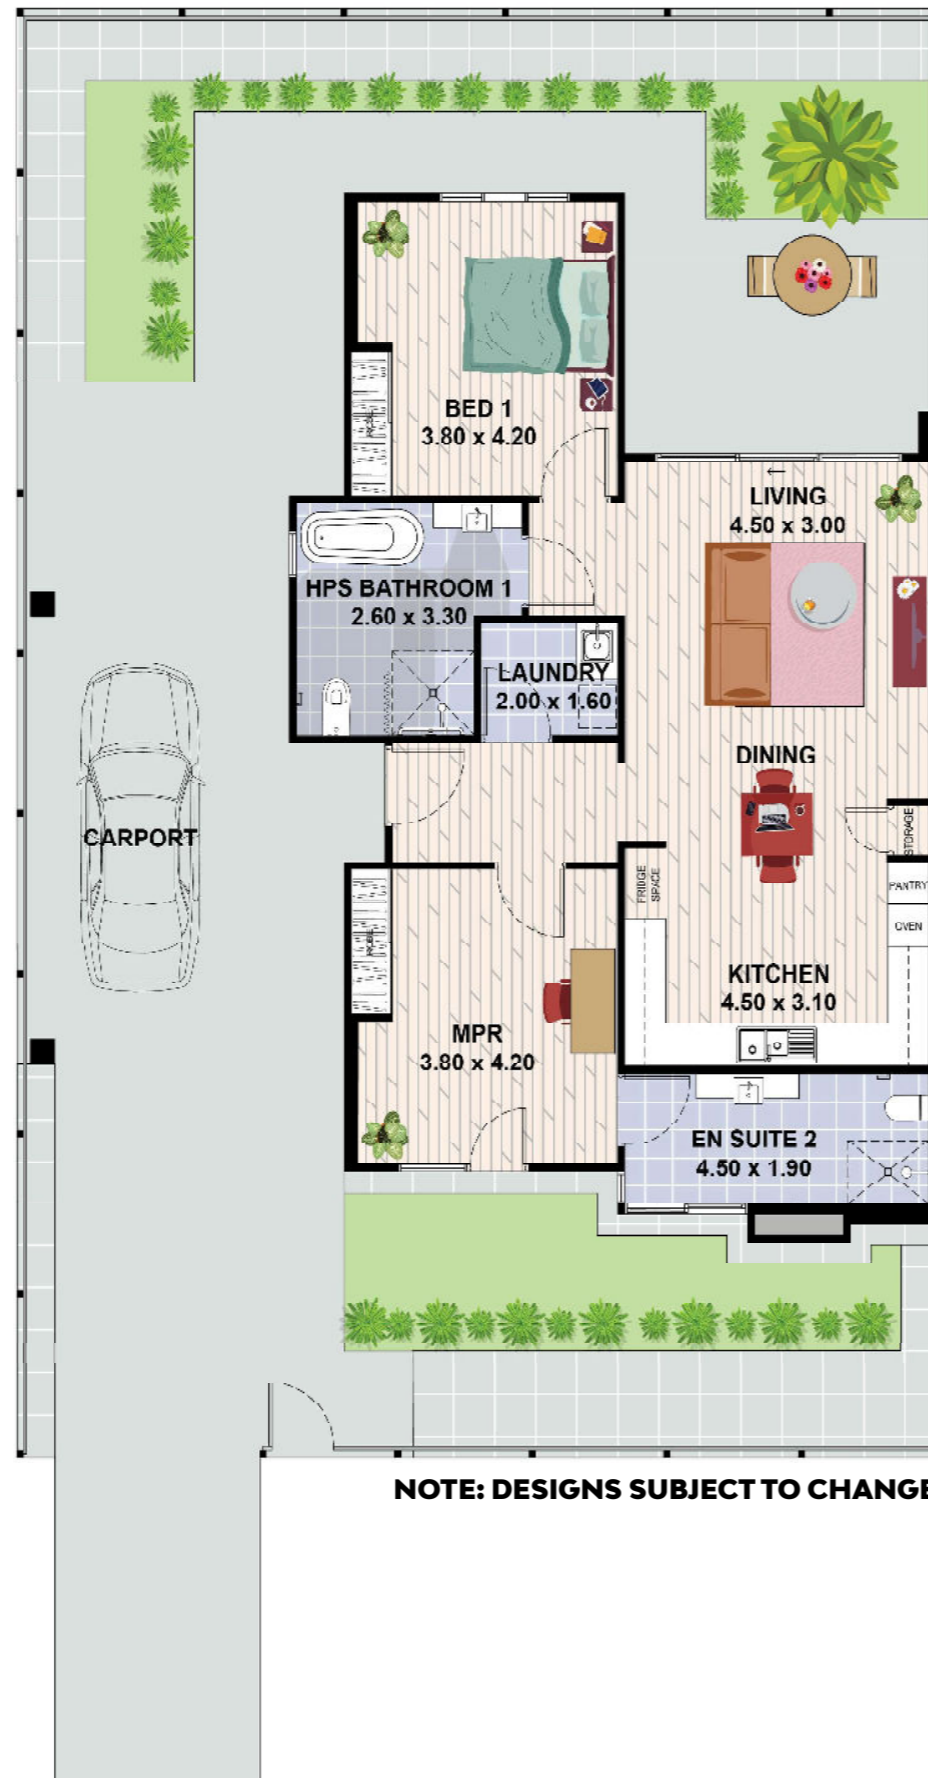 BED 1
3.80 x 4.20
LIVING
4.50 x 3.00
HPS BATHROOM 1
2.60 x 3.30
LAUNDRY
2.00 x 1.60
DINING
CARPORT
STORAGE
FRIDGE
SPACE
PANTRY
OVEN
KITCHEN
4.50 x 3.10
MPR
3.80 x 4.20
EN SUITE 2
4.50 x 1.90
NOTE: DESIGNS SUBJECT TO CHANGE